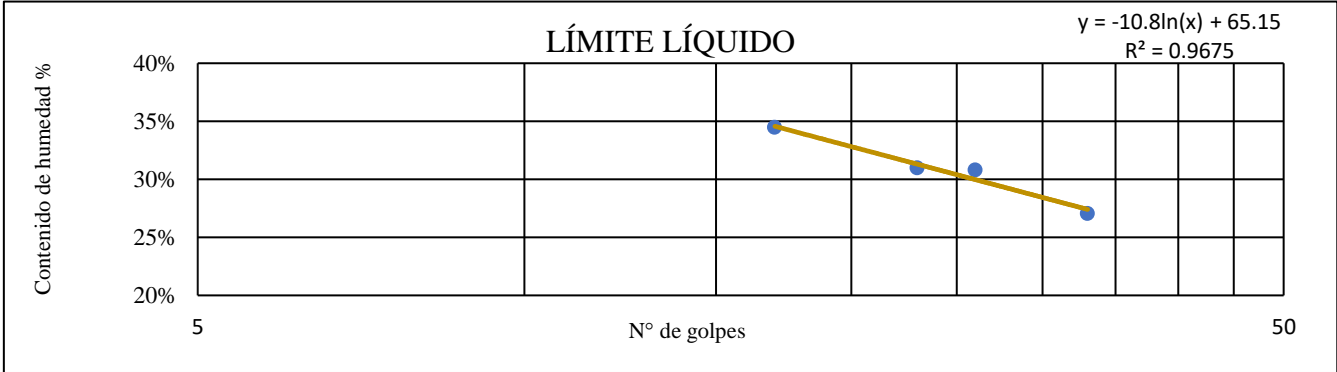 LÍMITE LÍQUIDO
y = -10.8ln(x) + 65.15
R² = 0.9675
Contenido de humedad %
40%
35%
30%
25%
20%
5
50
N° de golpes